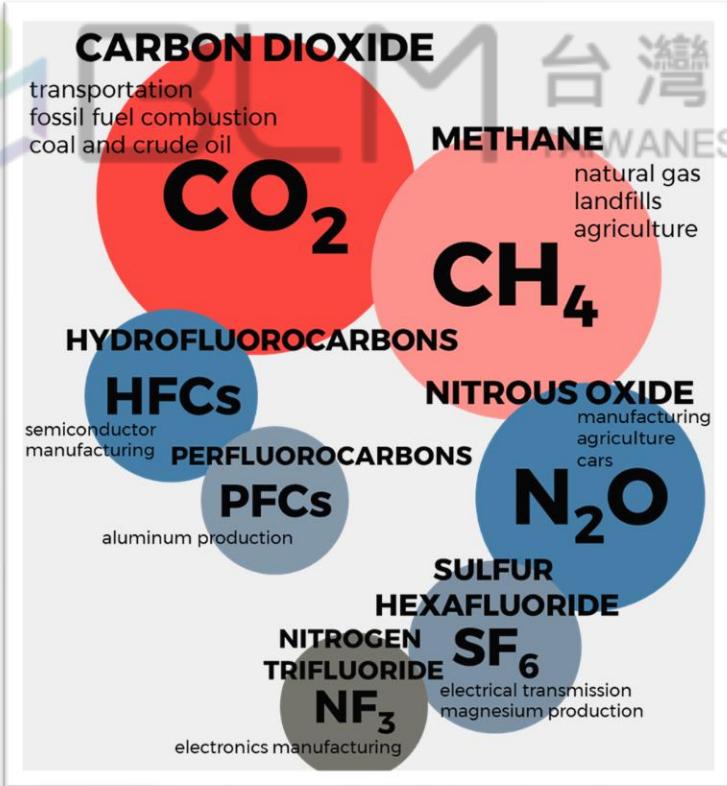 BLM 台灣
TAIWANES
CARBON DIOXIDE
transportation
fossil fuel combustion
coal and crude oil
CO₂
METHANE
natural gas
landfills
agriculture
CH₄
HYDROFLUOROCARBONS
HFCs
semiconductor
manufacturing
PERFLUOROCARBONS
PFCs
aluminum production
NITROUS OXIDE
manufacturing
agriculture
cars
N₂O
SULFUR
HEXAFLUORIDE
SF₆
electrical transmission
magnesium production
NITROGEN
TRIFLUORIDE
NF₃
electronics manufacturing